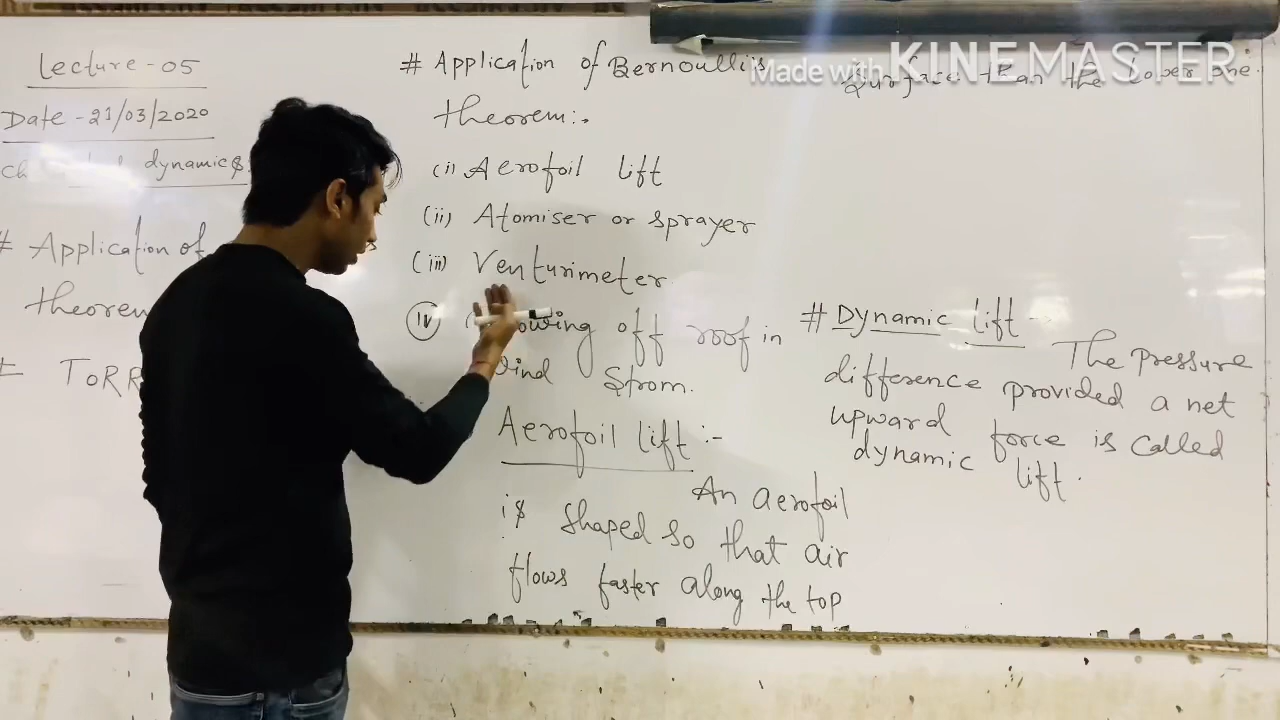 Lecture - 05
Date - 21/03/2020
ch dynamics.
# Application of
theorem
TORR
# Application of Bernoulli's
theorem:-
(i) Aerofoil lift
(ii) Atomiser or sprayer
(iii) Venturimeter
(iv) off roof in
Strom.
Aerofoil lift :-
An aerofoil
is shaped so that air
flows faster along the top
Surface than the lower one.
# Dynamic lift -
The pressure
difference provided a net
upward force is called
dynamic lift.
Made with KINEMASTER